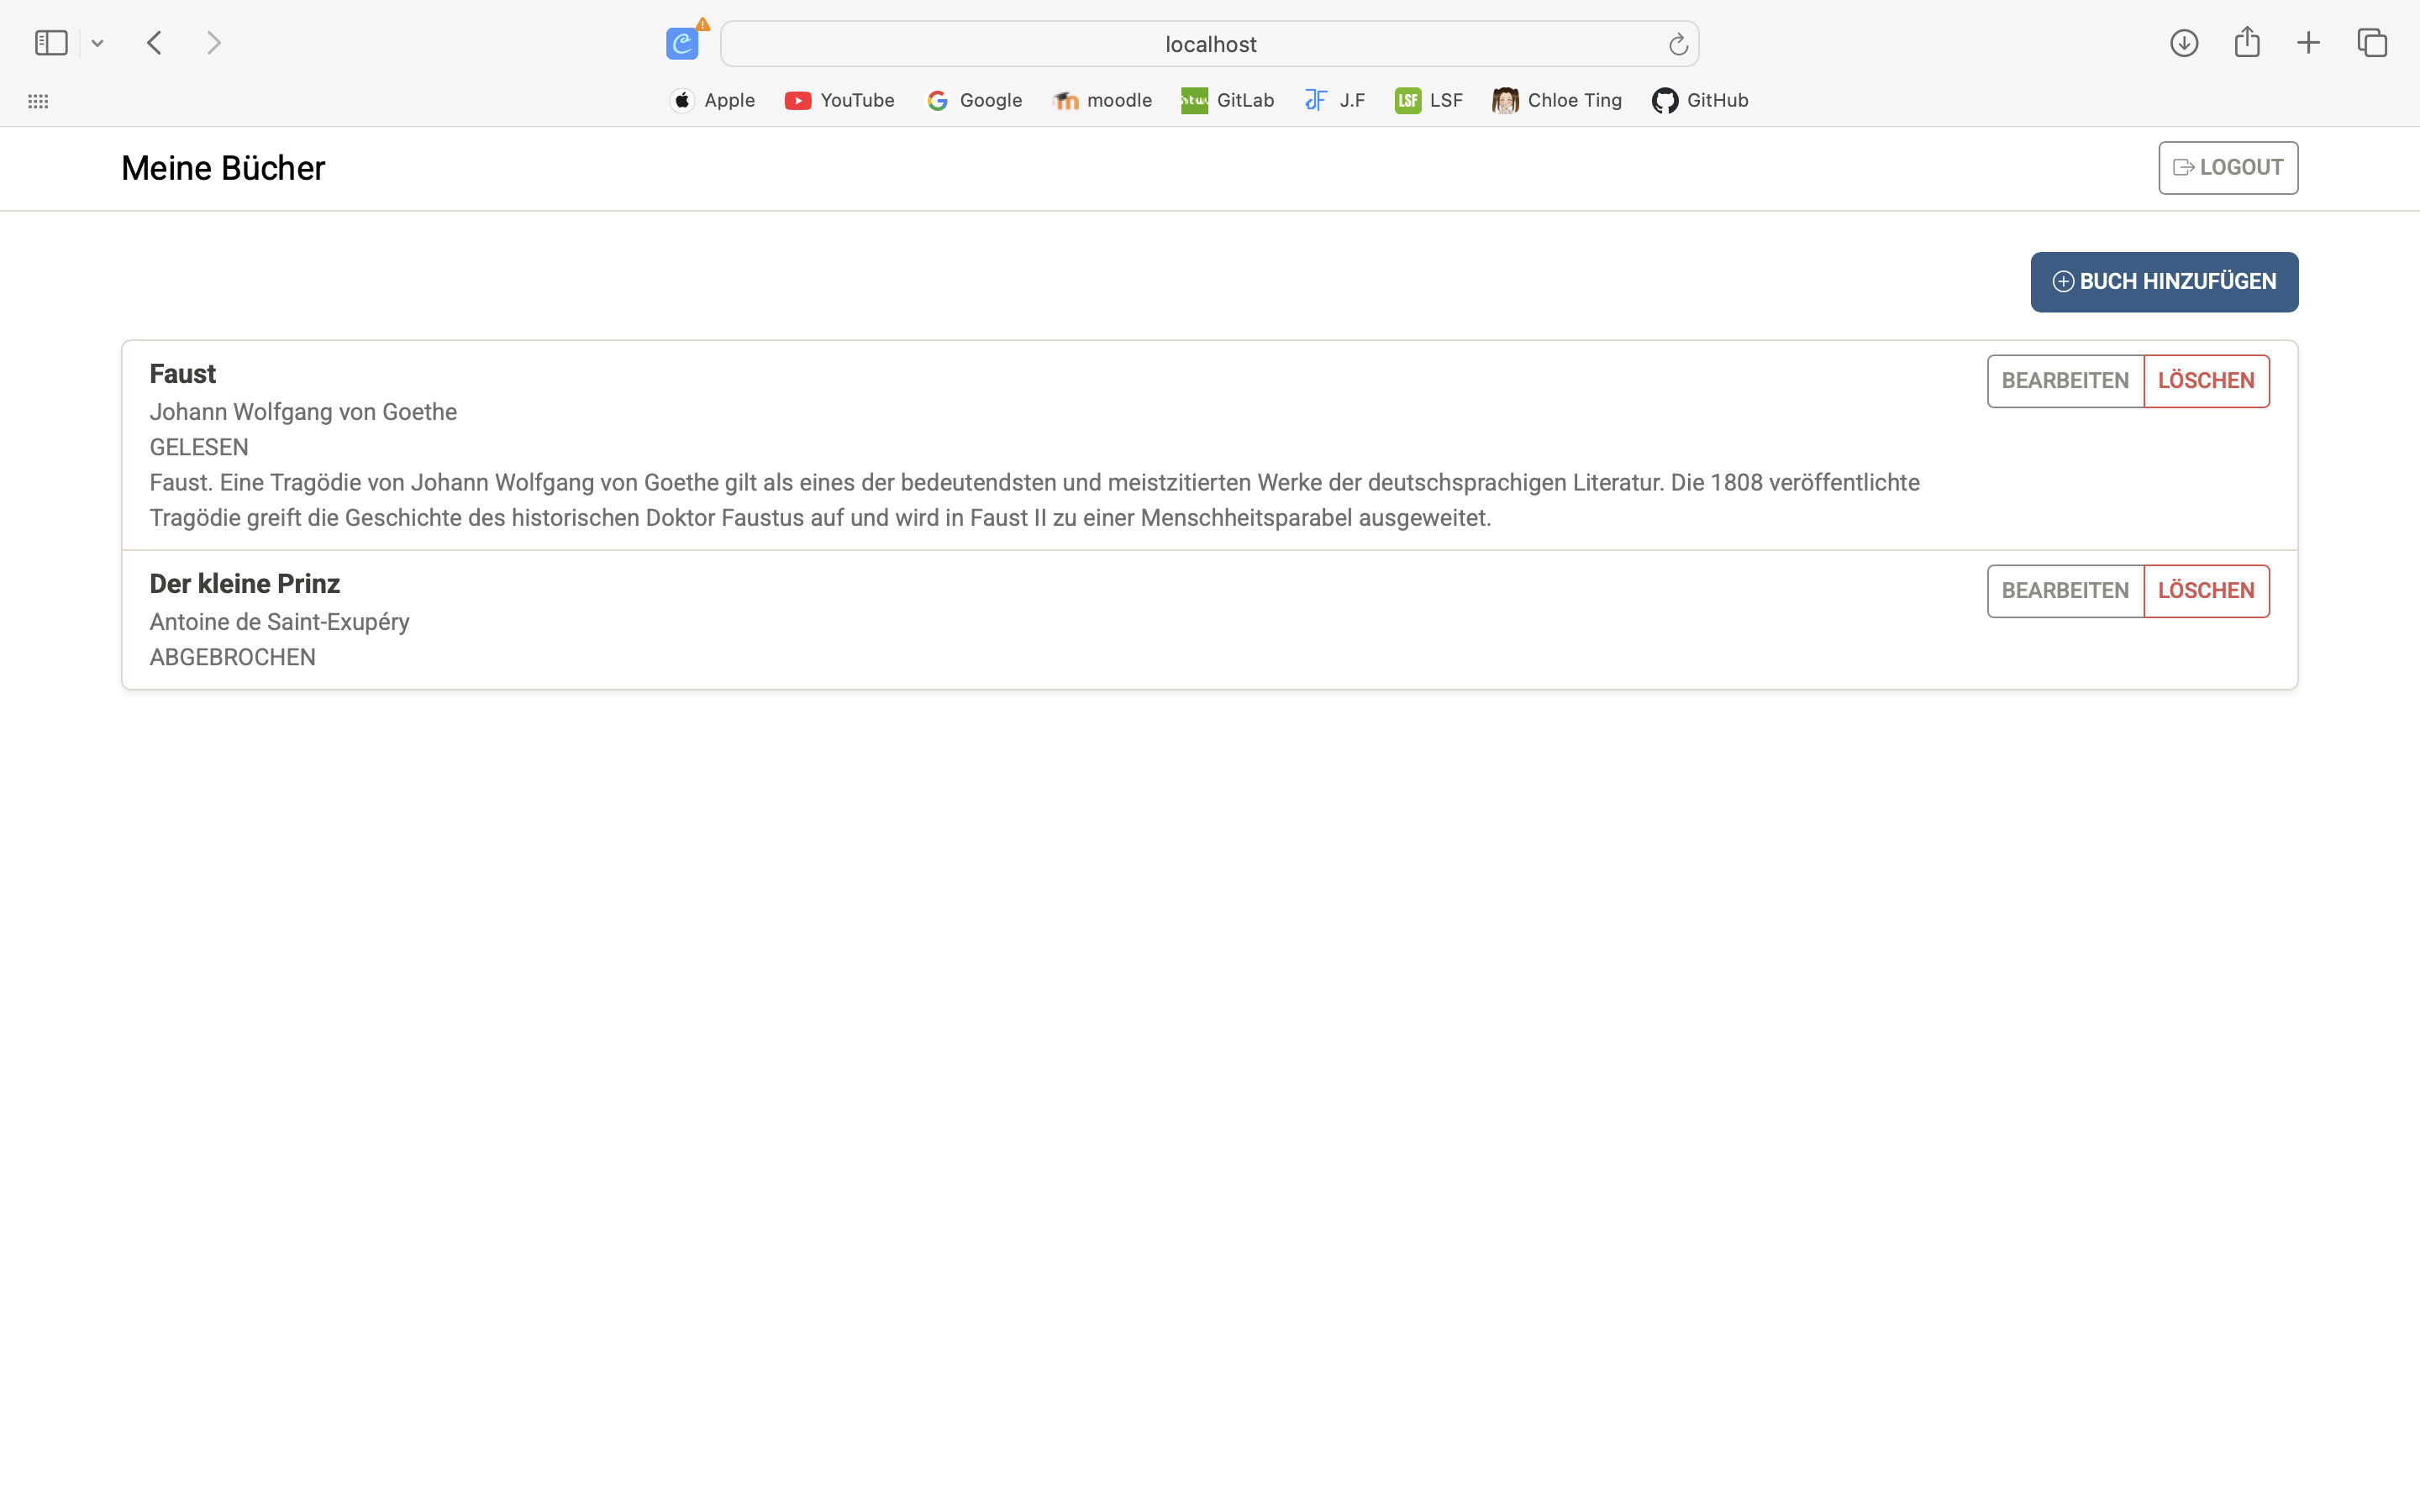 localhost
Apple YouTube Google moodle GitLab J.F LSF LSF Chloe Ting GitHub
Meine Bücher
LOGOUT
BUCH HINZUFÜGEN
Faust
BEARBEITEN LÖSCHEN
Johann Wolfgang von Goethe
GELESEN
Faust. Eine Tragödie von Johann Wolfgang von Goethe gilt als eines der bedeutendsten und meistzitierten Werke der deutschsprachigen Literatur. Die 1808 veröffentlichte
Tragödie greift die Geschichte des historischen Doktor Faustus auf und wird in Faust II zu einer Menschheitsparabel ausgeweitet.
Der kleine Prinz
BEARBEITEN LÖSCHEN
Antoine de Saint-Exupéry
ABGEBROCHEN